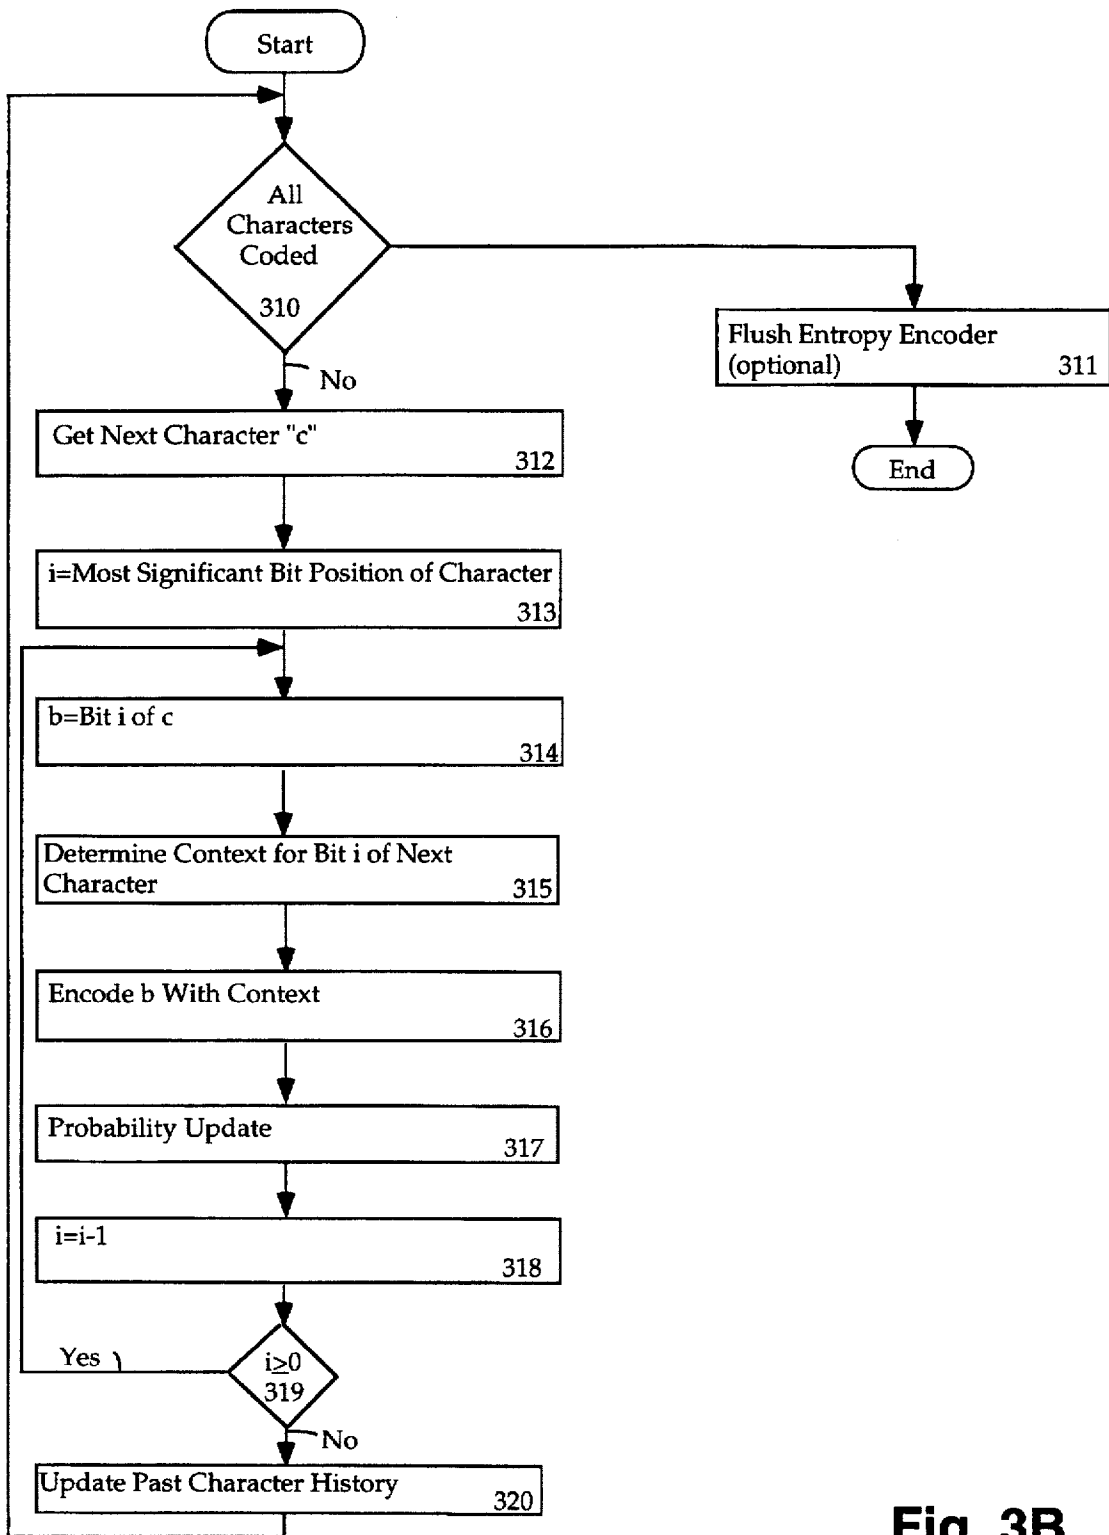 Start
All
Characters
Coded
310
No
Flush Entropy Encoder
(optional) 311
End
Get Next Character "c"
312
i=Most Significant Bit Position of Character
313
b=Bit i of c
314
Determine Context for Bit i of Next
Character 315
Encode b With Context
316
Probability Update
317
i=i-1
318
Yes
i≥0
319
No
Update Past Character History
320
Fig. 3B